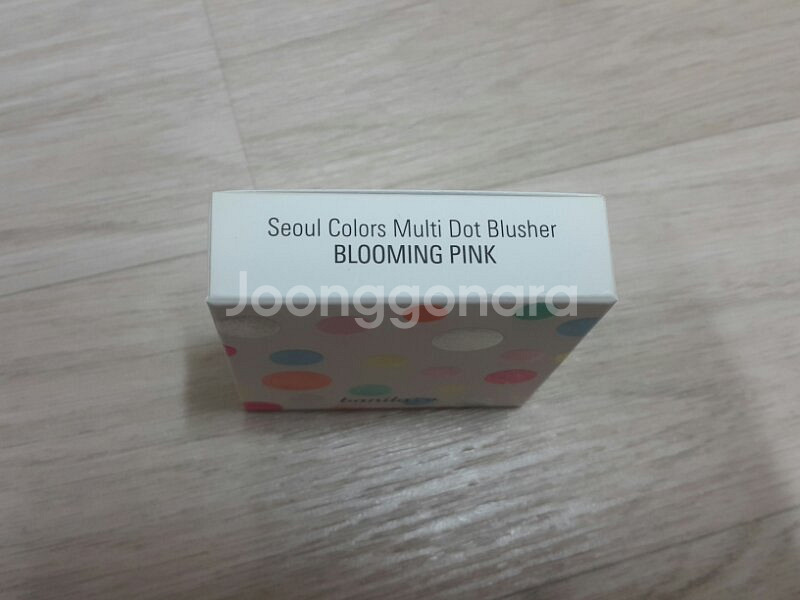 Seoul Colors Multi Dot Blusher
BLOOMING PINK
Joonggonara